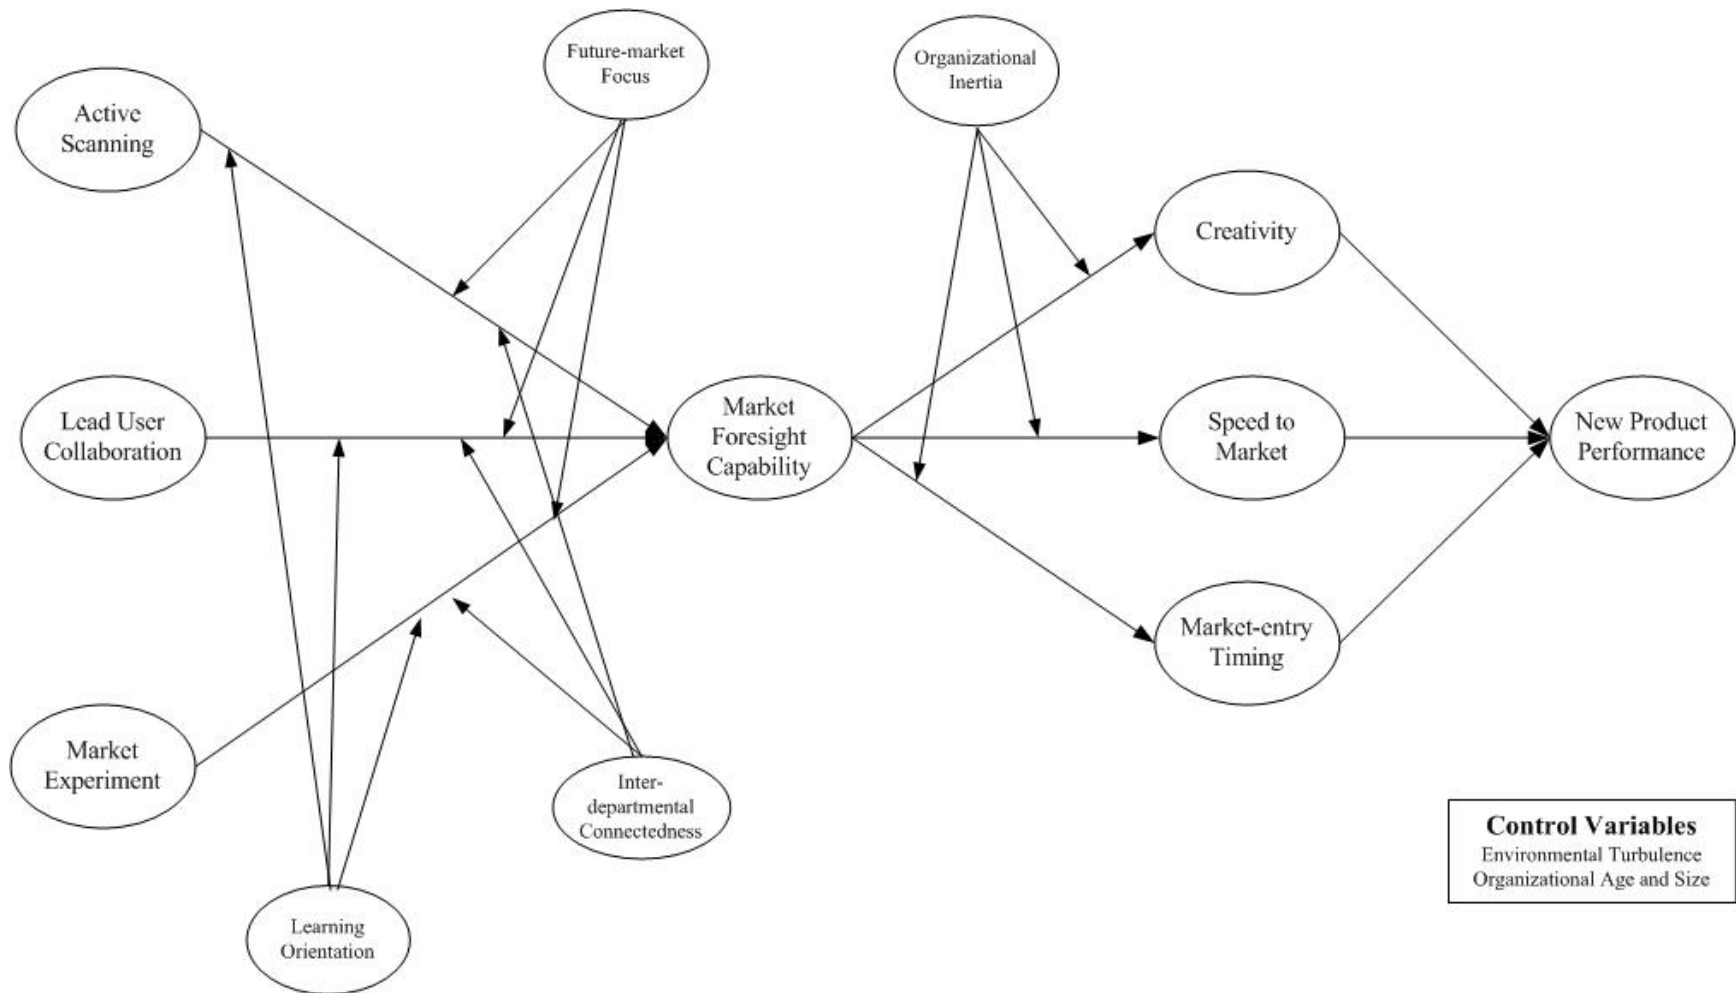 Future-market
Focus
Organizational
Inertia
Active
Scanning
Creativity
Lead User
Collaboration
Market
Foresight
Capability
Speed to
Market
New Product
Performance
Market-entry
Timing
Market
Experiment
Inter-
departmental
Connectedness
Learning
Orientation
Control Variables
Environmental Turbulence
Organizational Age and Size